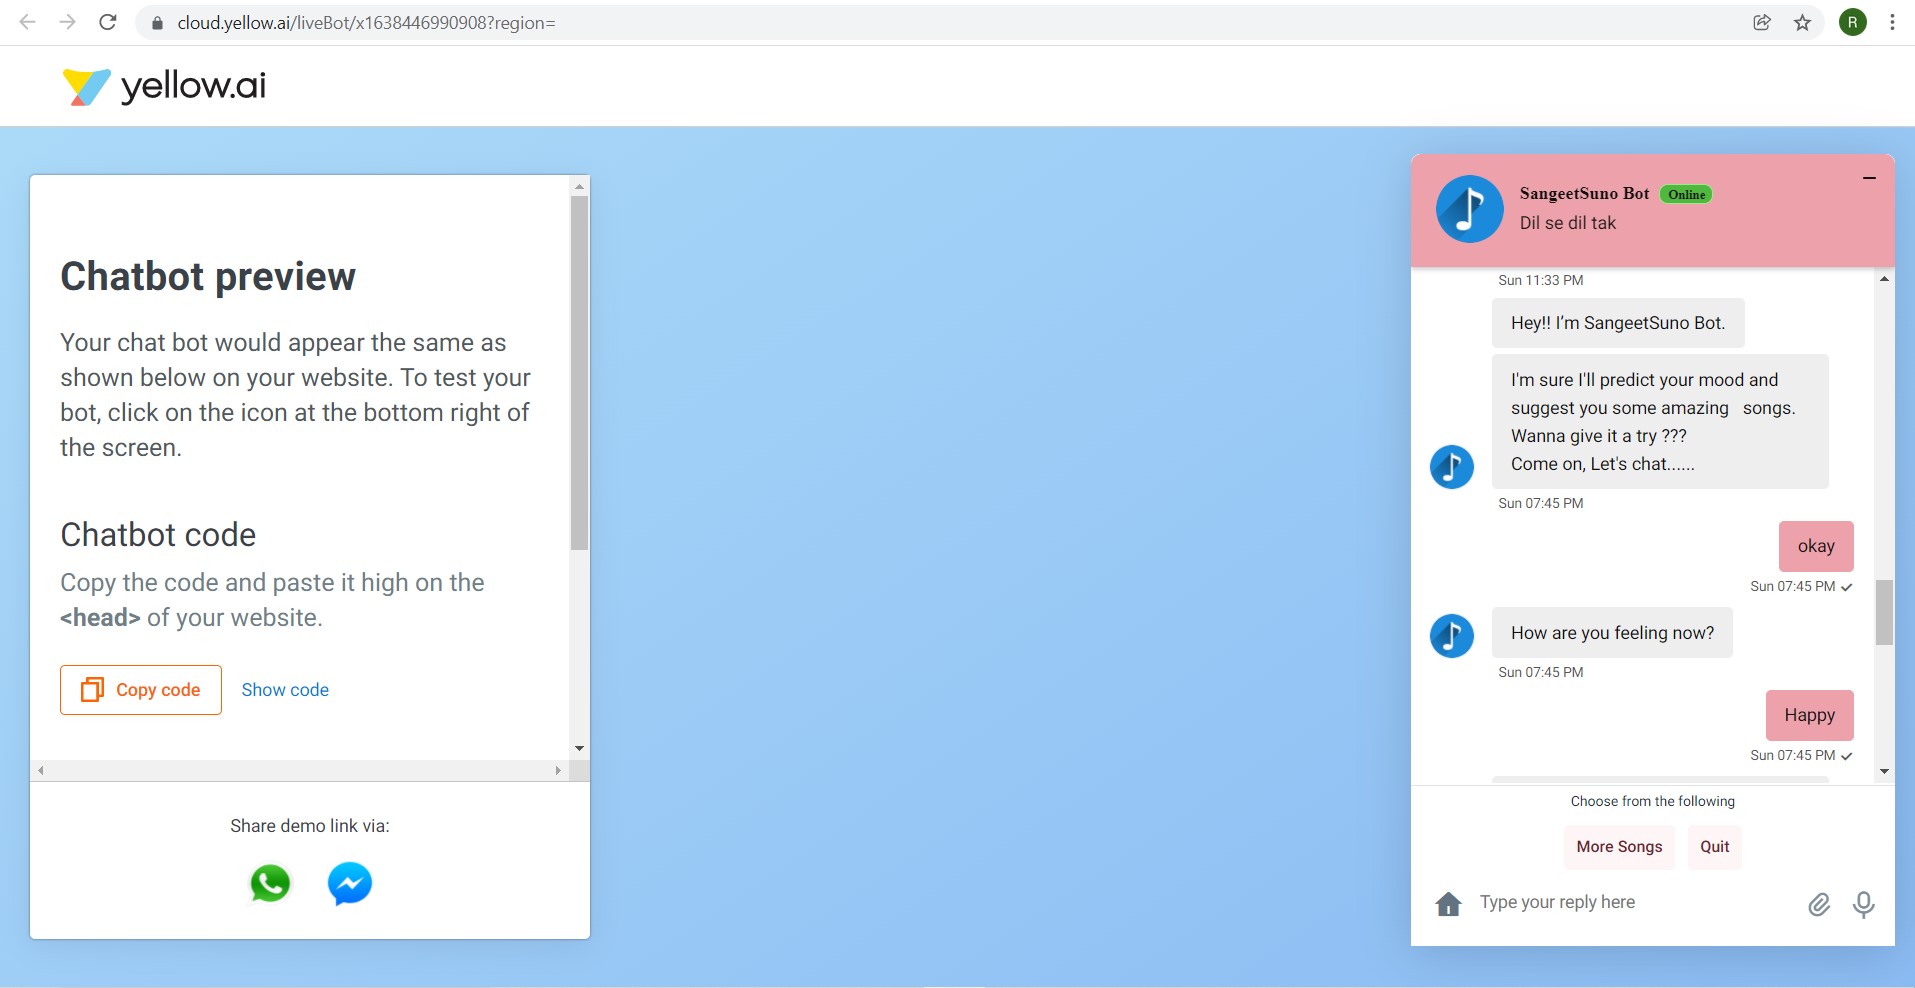 cloud.yellow.ai/liveBot/x1638446990908?region=
R
yellow.ai
Chatbot preview
Your chat bot would appear the same as
shown below on your website. To test your
bot, click on the icon at the bottom right of
the screen.
Chatbot code
Copy the code and paste it high on the
<head> of your website.
Copy code
Show code
Share demo link via:
SangeetSuno Bot
Online
Dil se dil tak
Sun 11:33 PM
Hey!! I’m SangeetSuno Bot.
I'm sure I'll predict your mood and
suggest you some amazing   songs.
Wanna give it a try ???
Come on, Let's chat......
Sun 07:45 PM
okay
Sun 07:45 PM
How are you feeling now?
Sun 07:45 PM
Happy
Sun 07:45 PM
Choose from the following
More Songs
Quit
Type your reply here